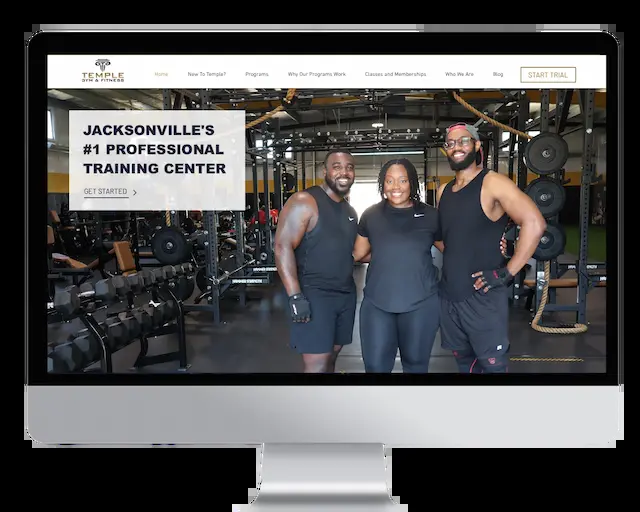 TEMPLE
GYM & FITNESS
Home New To Temple? Programs Why Our Programs Work Classes and Memberships Who We Are Blog START TRIAL
JACKSONVILLE'S
#1 PROFESSIONAL
TRAINING CENTER
GET STARTED >